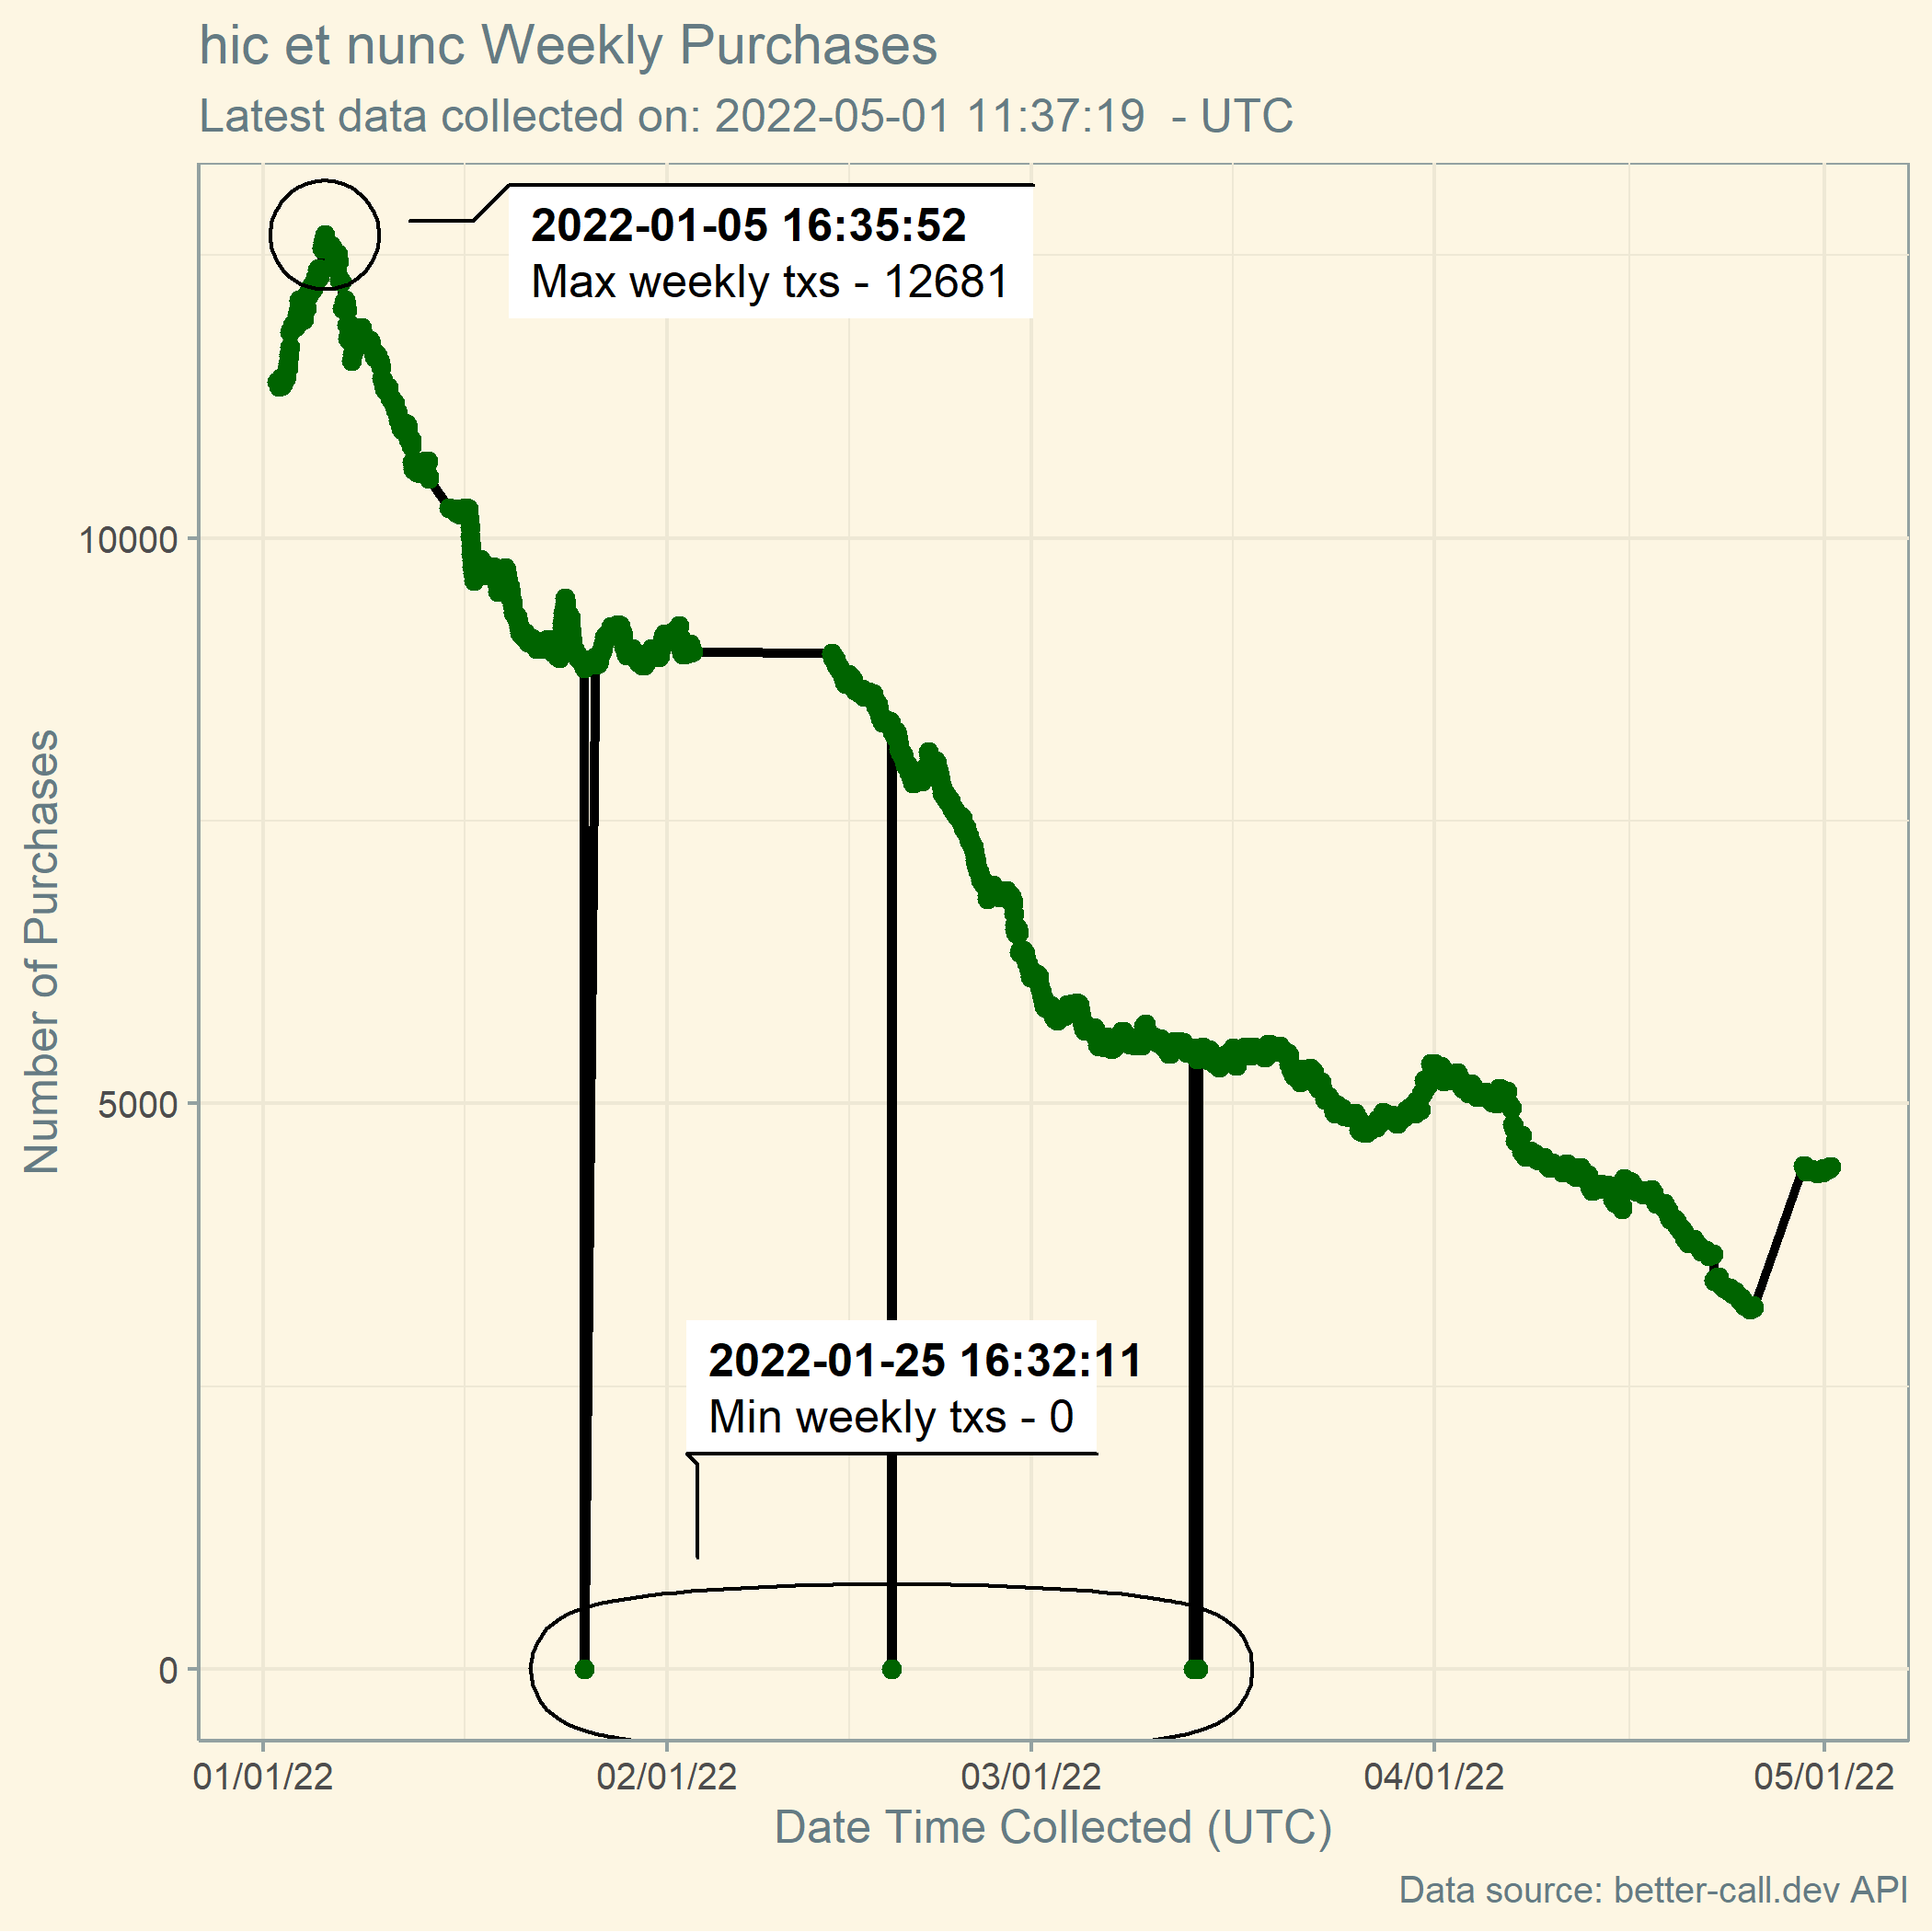 hic et nunc Weekly Purchases
Latest data collected on: 2022-05-01 11:37:19 - UTC
2022-01-05 16:35:52
Max weekly txs - 12681
10000
Number of Purchases
5000
2022-01-25 16:32:11
Min weekly txs - 0
0
01/01/22 02/01/22 03/01/22 04/01/22 05/01/22
Date Time Collected (UTC)
Data source: better-call.dev API